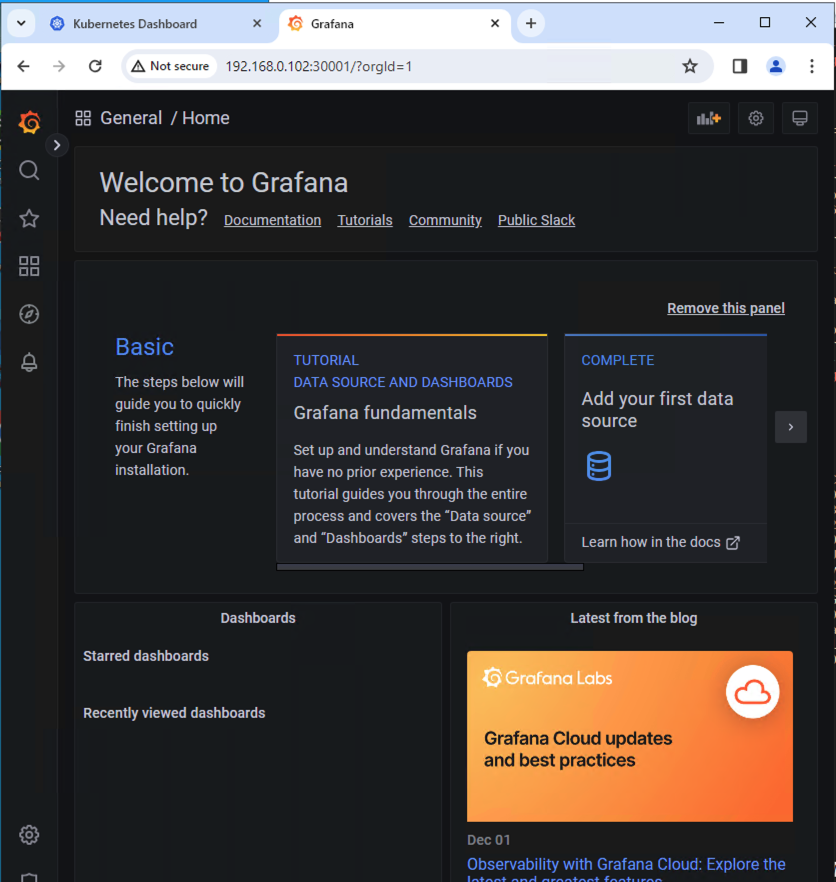 Kubernetes Dashboard
Grafana
Not secure
192.168.0.102:30001/?orgId=1
General / Home
Welcome to Grafana
Need help? Documentation Tutorials Community Public Slack
Remove this panel
Basic
The steps below will
guide you to quickly
finish setting up
your Grafana
installation.
TUTORIAL
DATA SOURCE AND DASHBOARDS
Grafana fundamentals
Set up and understand Grafana if you
have no prior experience. This
tutorial guides you through the entire
process and covers the “Data source”
and “Dashboards” steps to the right.
COMPLETE
Add your first data
source
Learn how in the docs
Dashboards
Starred dashboards
Recently viewed dashboards
Latest from the blog
Grafana Labs
Grafana Cloud updates
and best practices
Dec 01
Observability with Grafana Cloud: Explore the
latest and greatest features